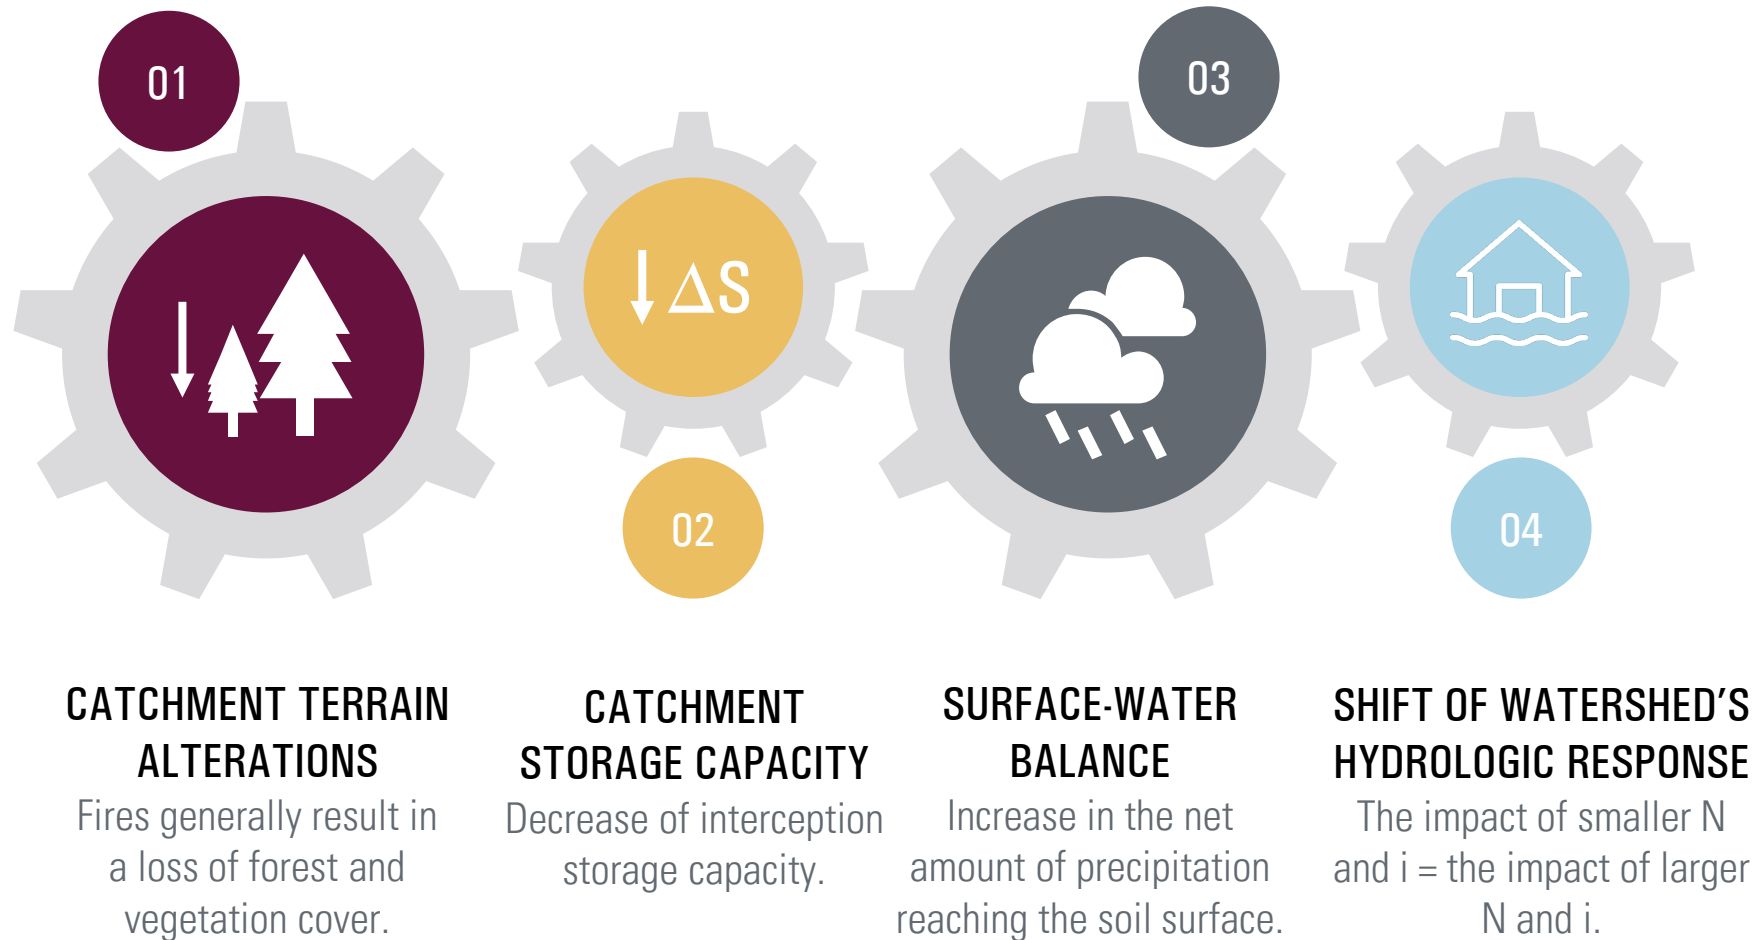 01
03
↓ΔS
02
04
CATCHMENT TERRAIN
ALTERATIONS
Fires generally result in
a loss of forest and
vegetation cover.
CATCHMENT
STORAGE CAPACITY
Decrease of interception
storage capacity.
SURFACE-WATER
BALANCE
Increase in the net
amount of precipitation
reaching the soil surface.
SHIFT OF WATERSHED'S
HYDROLOGIC RESPONSE
The impact of smaller N
and i = the impact of larger
N and i.